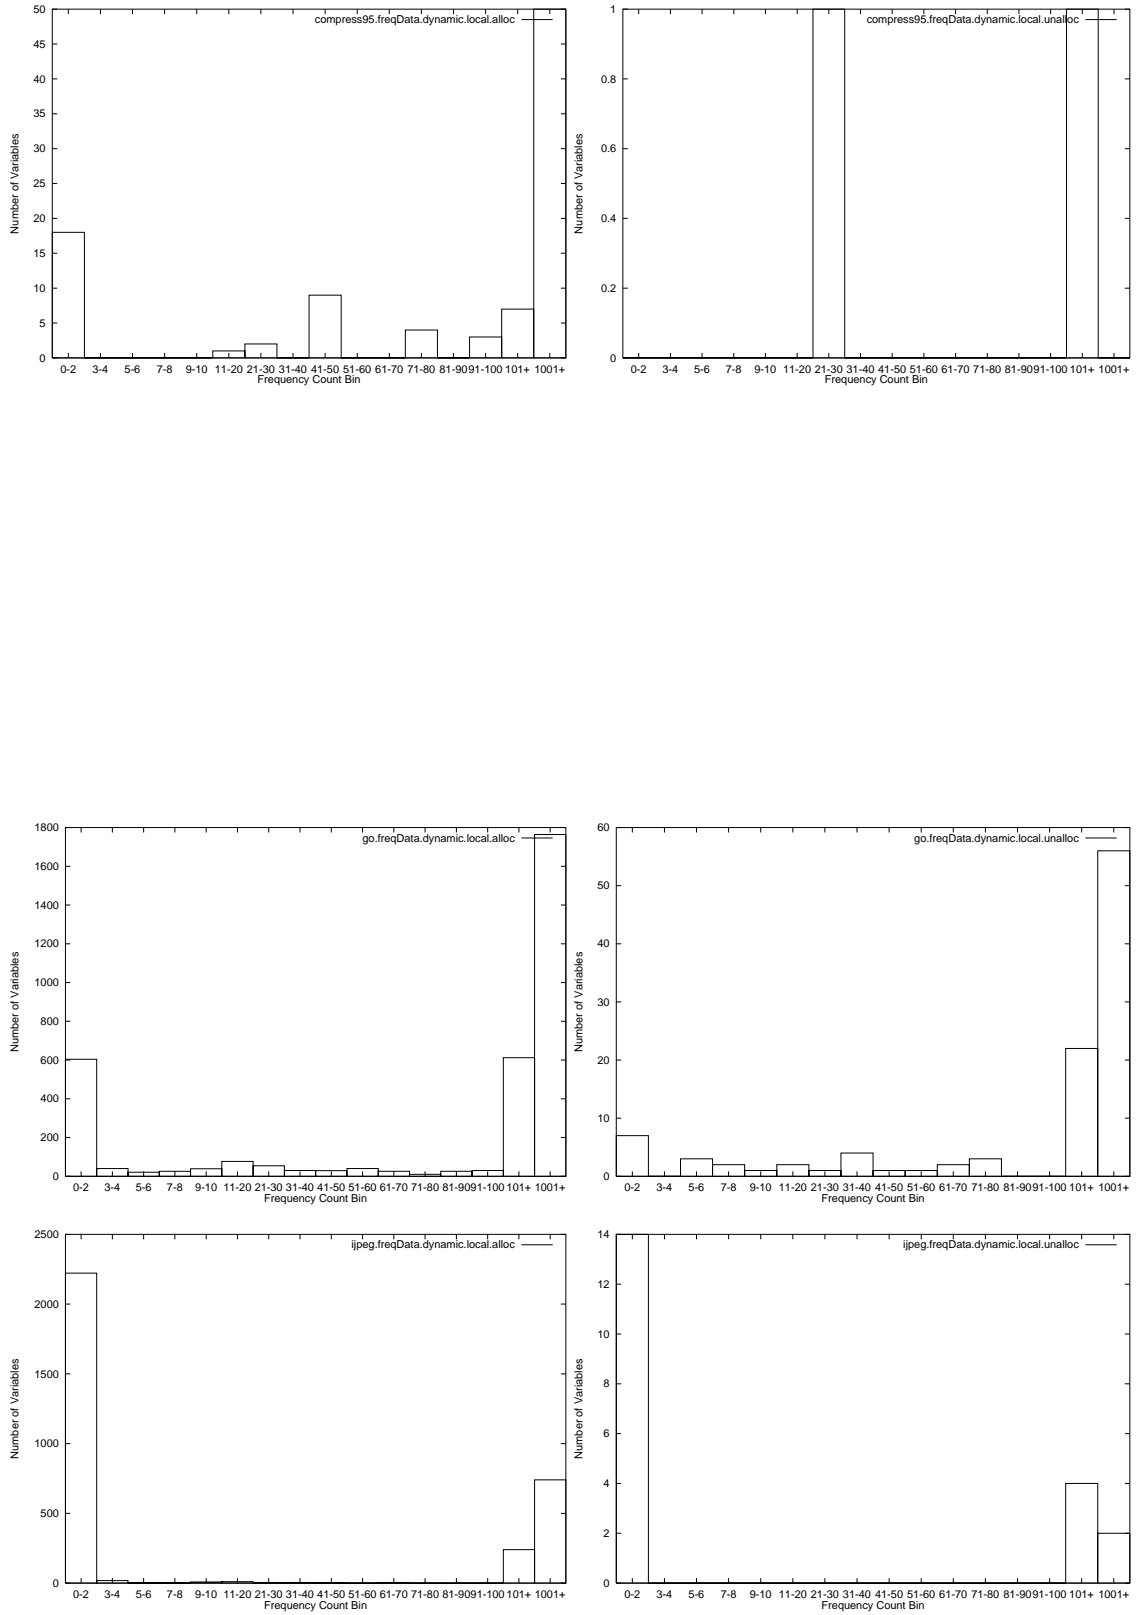 compress95.freqData.dynamic.local.alloc
50
45
40
35
30
25
20
15
10
5
0
Number of Variables
0-2 3-4 5-6 7-8 9-10 11-20 21-30 31-40 41-50 51-60 61-70 71-80 81-90 91-100 101+ 1001+
Frequency Count Bin
compress95.freqData.dynamic.local.unalloc
1
0.8
0.6
0.4
0.2
0
Number of Variables
0-2 3-4 5-6 7-8 9-10 11-20 21-30 31-40 41-50 51-60 61-70 71-80 81-90 91-100 101+ 1001+
Frequency Count Bin
go.freqData.dynamic.local.alloc
1800
1600
1400
1200
1000
800
600
400
200
0
Number of Variables
0-2 3-4 5-6 7-8 9-10 11-20 21-30 31-40 41-50 51-60 61-70 71-80 81-90 91-100 101+ 1001+
Frequency Count Bin
go.freqData.dynamic.local.unalloc
60
50
40
30
20
10
0
Number of Variables
0-2 3-4 5-6 7-8 9-10 11-20 21-30 31-40 41-50 51-60 61-70 71-80 81-90 91-100 101+ 1001+
Frequency Count Bin
ijpeg.freqData.dynamic.local.alloc
2500
2000
1500
1000
500
0
Number of Variables
0-2 3-4 5-6 7-8 9-10 11-20 21-30 31-40 41-50 51-60 61-70 71-80 81-90 91-100 101+ 1001+
Frequency Count Bin
ijpeg.freqData.dynamic.local.unalloc
14
12
10
8
6
4
2
0
Number of Variables
0-2 3-4 5-6 7-8 9-10 11-20 21-30 31-40 41-50 51-60 61-70 71-80 81-90 91-100 101+ 1001+
Frequency Count Bin